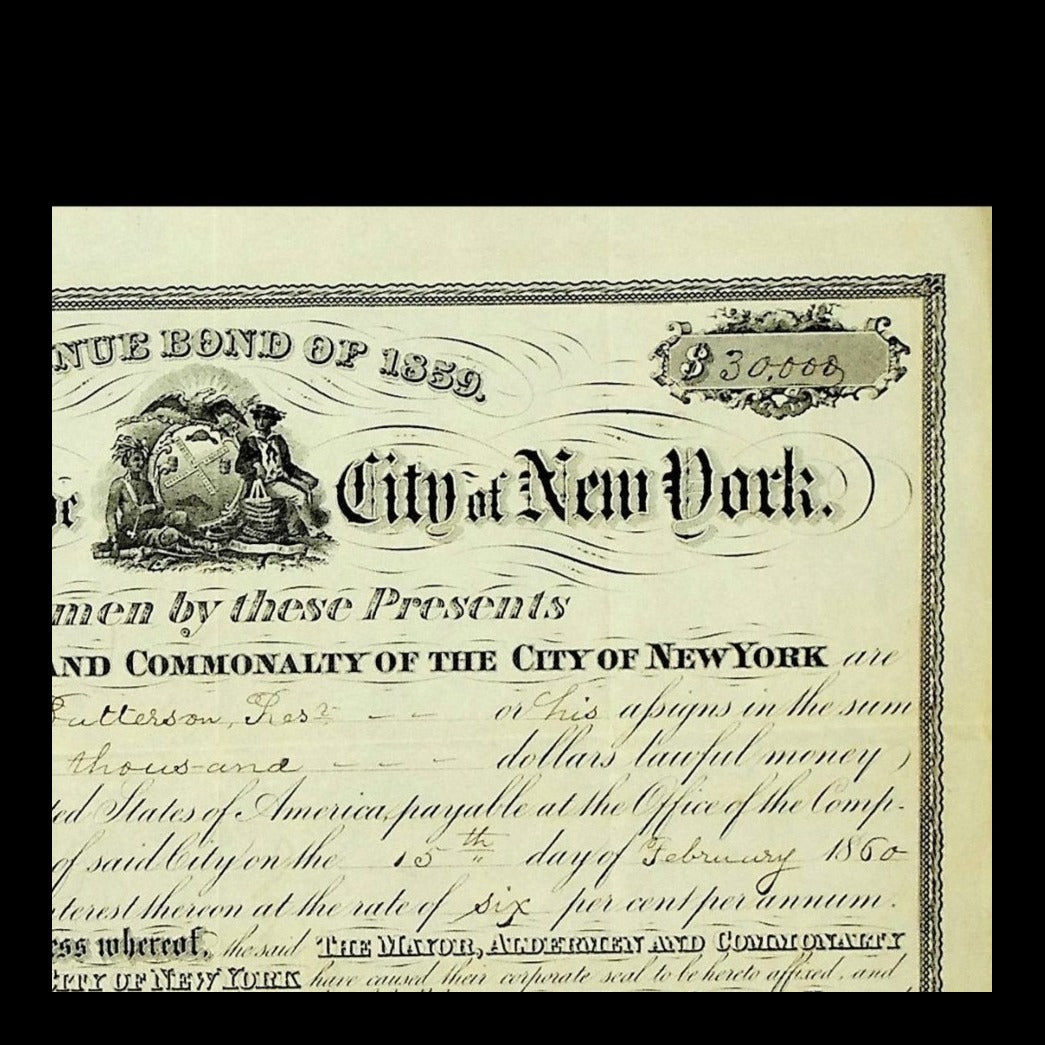 NUE BOND OF 1859.
$ 30,000
City of New York.
men by these Presents
AND COMMONALTY OF THE CITY OF NEW YORK are
Patterson, Presr - - or his assigns in the sum
thousand - - - - dollars lawful money
ted States of America, payable at the Office of the Comp-
of said City on the 15th day of February 1860
terest thereon at the rate of six per cent per annum.
ess whereof, the said THE MAYOR, ALDERMEN AND COMMONALTY
CITY OF NEW YORK have caused their corporate seal to be hereto affixed, and